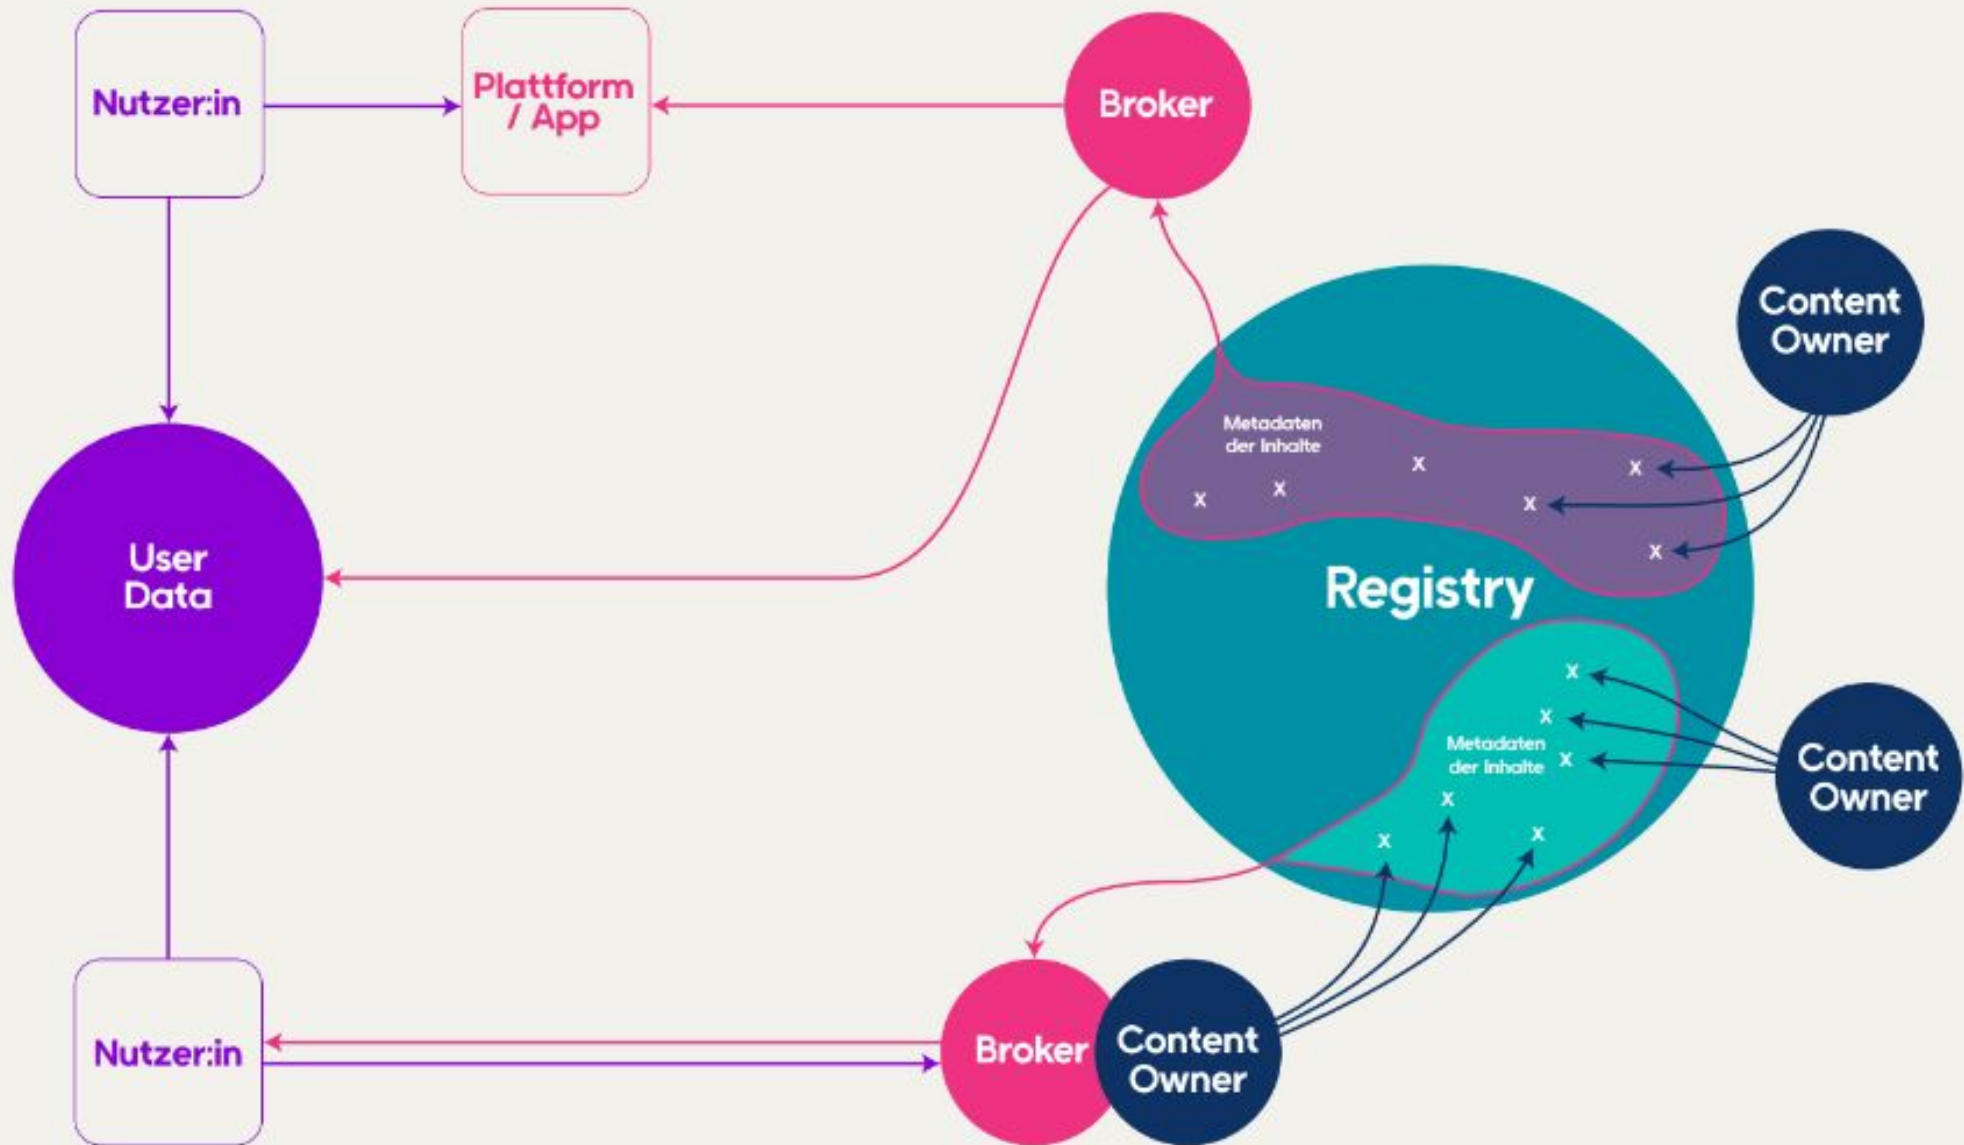 Nutzer:in
Plattform
/ App
Broker
Content
Owner
Metadaten
der Inhalte
x
x
x
x
x
x
User
Data
Registry
x
x
Metadaten
der Inhalte
x
x
x
x
Content
Owner
Nutzer:in
Broker
Content
Owner